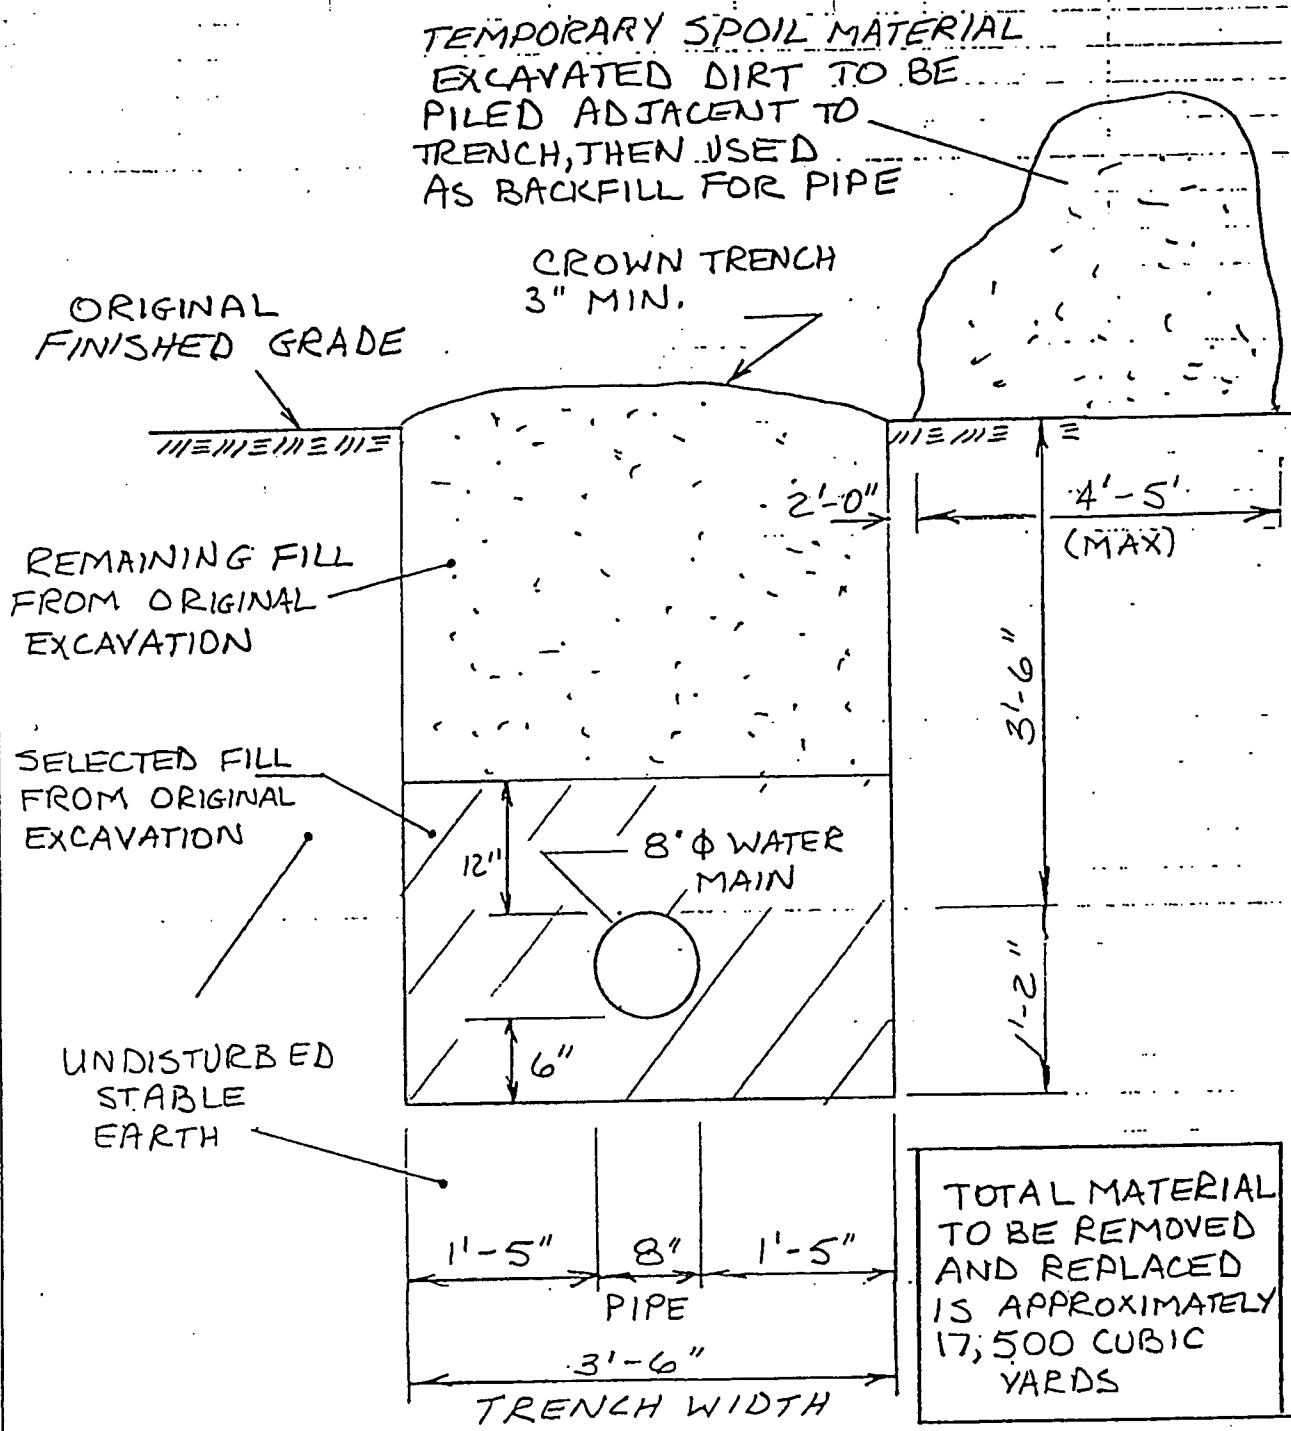 TEMPORARY SPOIL MATERIAL
EXCAVATED DIRT TO BE
PILED ADJACENT TO
TRENCH, THEN USED
AS BACKFILL FOR PIPE
CROWN TRENCH
3" MIN.
ORIGINAL
FINISHED GRADE
2'-0"
4'-5'
(MAX)
REMAINING FILL
FROM ORIGINAL
EXCAVATION
3'-6"
SELECTED FILL
FROM ORIGINAL
EXCAVATION
12"
8"Φ WATER
MAIN
1'-2"
6"
UNDISTURBED
STABLE
EARTH
1'-5" 8" 1'-5"
PIPE
3'-6"
TRENCH WIDTH
TOTAL MATERIAL
TO BE REMOVED
AND REPLACED
IS APPROXIMATELY
17,500 CUBIC
YARDS